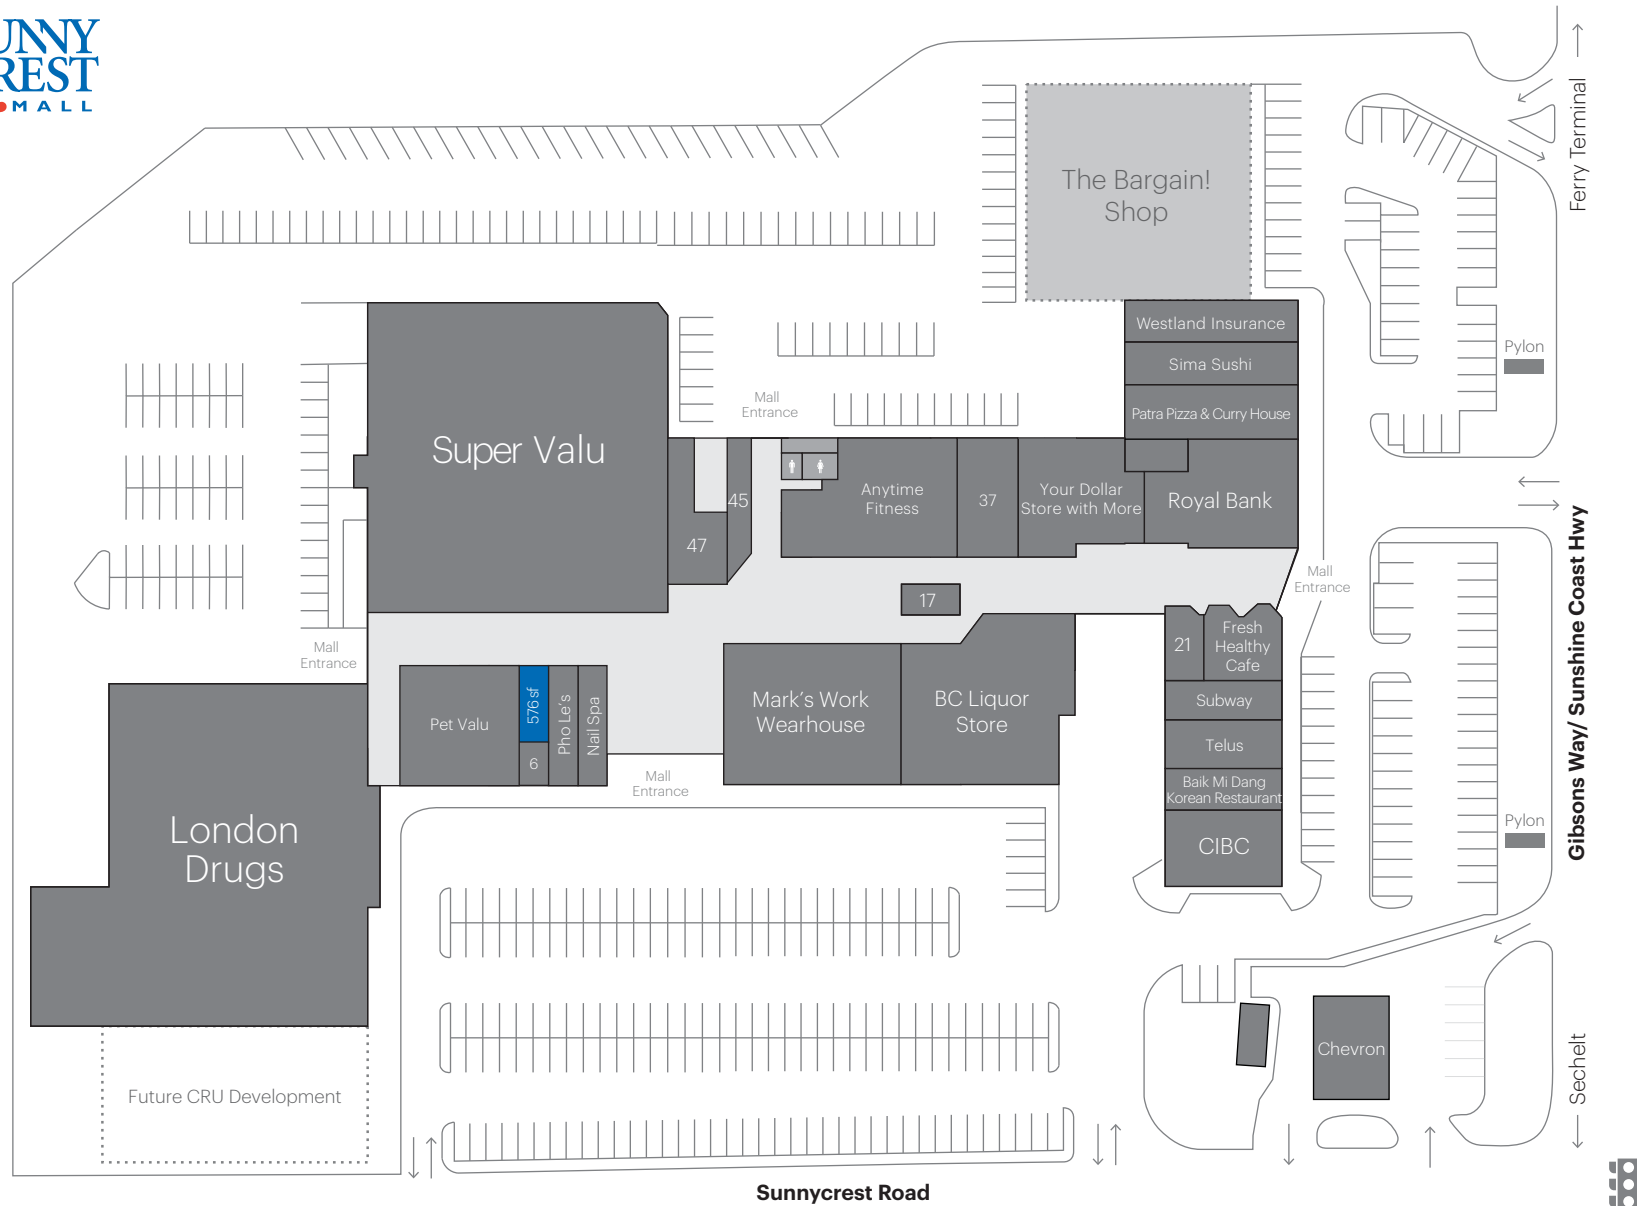 UNNY
REST
MALL
Ferry Terminal
The Bargain!
Shop
Westland Insurance
Sima Sushi
Patra Pizza & Curry House
Pylon
Mall
Entrance
Super Valu
45
47
Anytime
Fitness
37
Your Dollar
Store with More
Royal Bank
Gibsons Way/ Sunshine Coast Hwy
Mall
Entrance
17
21
Fresh
Healthy
Cafe
Mall
Entrance
Pet Valu
576 sf
6
Pho Le's
Nail Spa
Mark's Work
Wearhouse
BC Liquor
Store
Subway
Telus
Baik Mi Dang
Korean Restaurant
CIBC
Mall
Entrance
Pylon
London
Drugs
Chevron
Sechelt
Future CRU Development
Sunnycrest Road